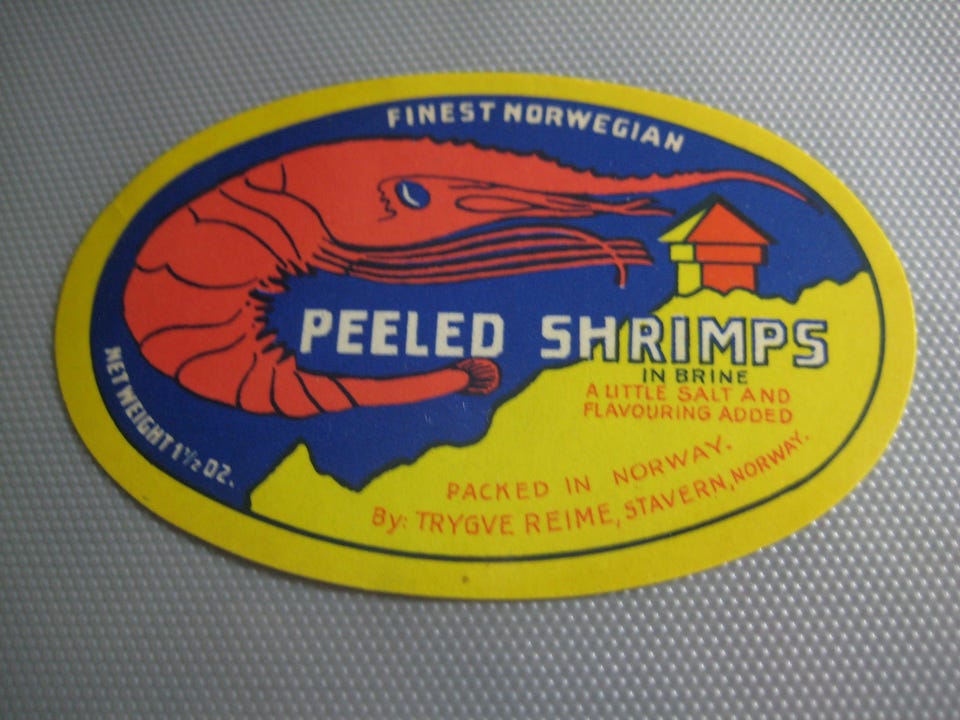 FINEST NORWEGIAN
PEELED SHRIMPS
IN BRINE
A LITTLE SALT AND
FLAVOURING ADDED
NET WEIGHT 1½ OZ.
PACKED IN NORWAY.
By: TRYGVE REIME, STAVERN, NORWAY.